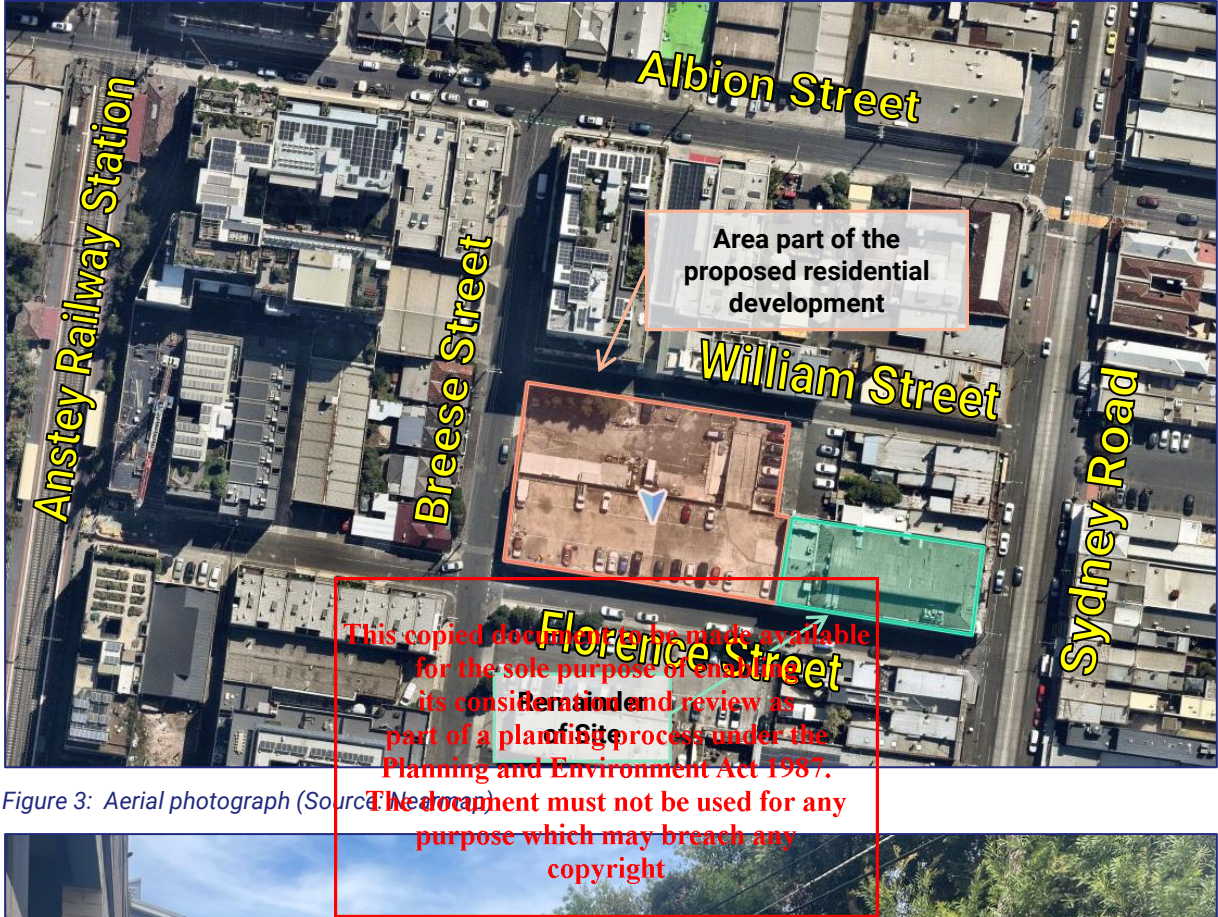 Albion Street
Anstey Railway Station
Area part of the
proposed residential
development
Breese Street
William Street
Sydney Road
Florence Street
Remainder
of Site
This copied document to be made available
for the sole purpose of enabling
its consideration and review as
part of a planning process under the
Planning and Environment Act 1987.
The document must not be used for any
purpose which may breach any
copyright
Figure 3: Aerial photograph (Source: Nearmap)